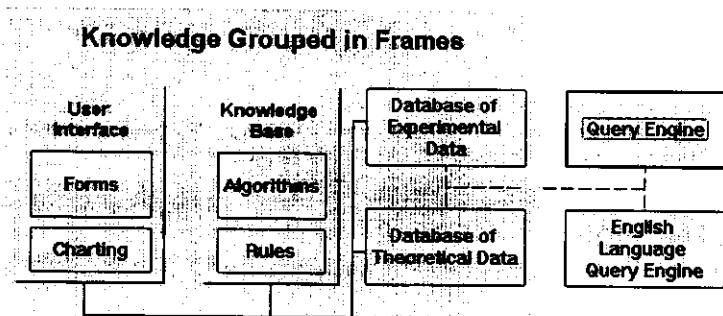 Knowledge Grouped in Frames
User
Interface
Forms
Charting
Knowledge
Base
Algorithms
Rules
Database of
Experimental
Data
Database of
Theoretical Data
Query Engine
English
Language
Query Engine